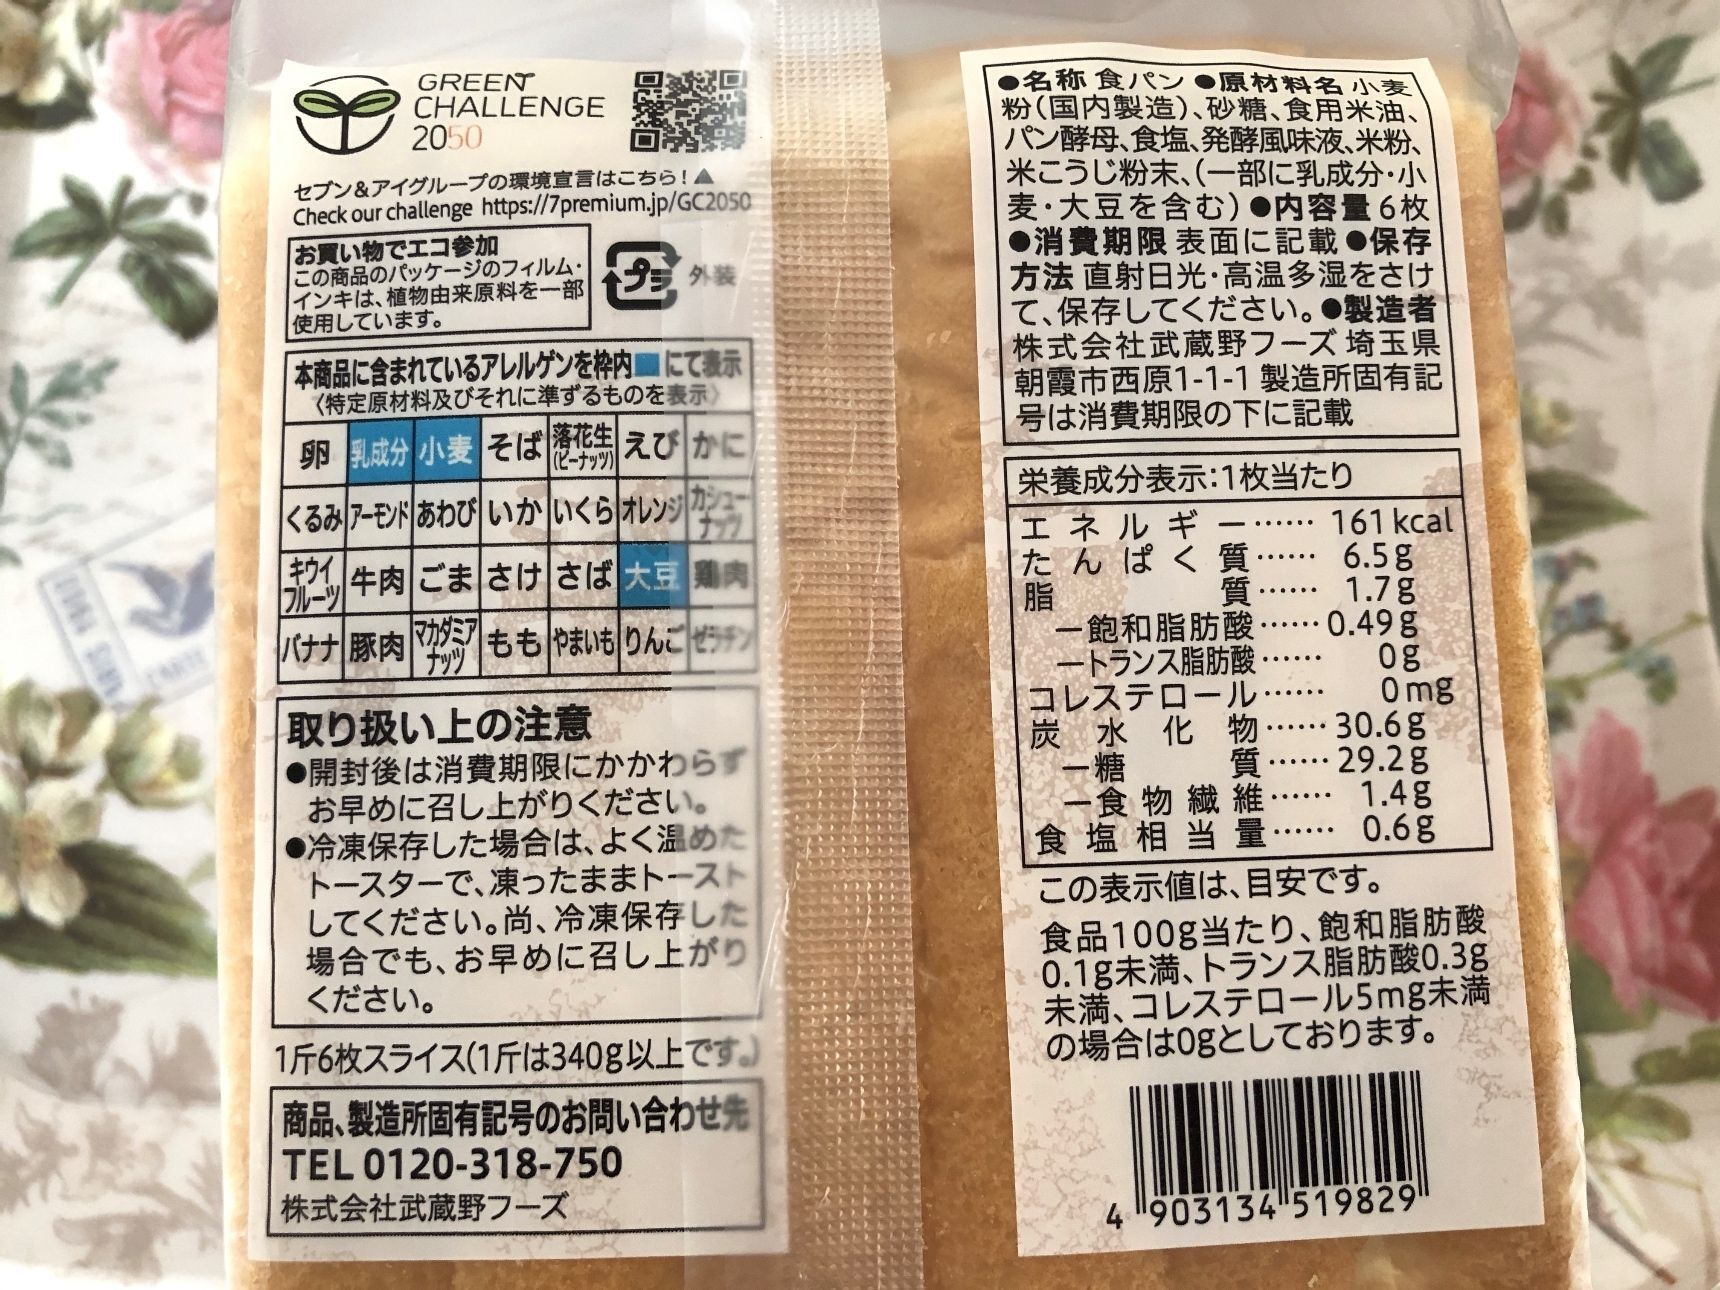 GREEN
CHALLENGE
2050
セブン&アイグループの環境宣言はこちら!▲
Check our challenge https://7premium.jp/GC2050
お買い物でエコ参加
この商品のパッケージのフィルム・
インキは、植物由来原料を一部
使用しています。
プラ 外装
本商品に含まれているアレルゲンを枠内■にて表示
〈特定原材料及びそれに準ずるものを表示〉
卵 乳成分 小麦 そば 落花生(ピーナッツ) えび かに
くるみ アーモンド あわび いか いくら オレンジ カシューナッツ
キウイフルーツ 牛肉 ごま さけ さば 大豆 鶏肉
バナナ 豚肉 マカダミアナッツ もも やまいも りんご ゼラチン
取り扱い上の注意
●開封後は消費期限にかかわらず
お早めに召し上がりください。
●冷凍保存した場合は、よく温めた
トースターで、凍ったままトースト
してください。尚、冷凍保存した
場合でも、お早めに召し上がり
ください。
1斤6枚スライス(1斤は340g以上です。)
商品、製造所固有記号のお問い合わせ先
TEL 0120-318-750
株式会社武蔵野フーズ
●名称 食パン ●原材料名 小麦
粉(国内製造)、砂糖、食用米油、
パン酵母、食塩、発酵風味液、米粉、
米こうじ粉末、(一部に乳成分・小
麦・大豆を含む) ●内容量 6枚
●消費期限 表面に記載 ●保存
方法 直射日光・高温多湿をさけ
て、保存してください。●製造者
株式会社武蔵野フーズ 埼玉県
朝霞市西原1-1-1 製造所固有記
号は消費期限の下に記載
栄養成分表示:1枚当たり
エネルギー…… 161kcal
たんぱく質…… 6.5g
脂質…… 1.7g
ー飽和脂肪酸…… 0.49g
ートランス脂肪酸…… 0g
コレステロール…… 0mg
炭水化物…… 30.6g
ー糖質…… 29.2g
ー食物繊維…… 1.4g
食塩相当量…… 0.6g
この表示値は、目安です。
食品100g当たり、飽和脂肪酸
0.1g未満、トランス脂肪酸0.3g
未満、コレステロール5mg未満
の場合は0gとしております。
4 903134 519829